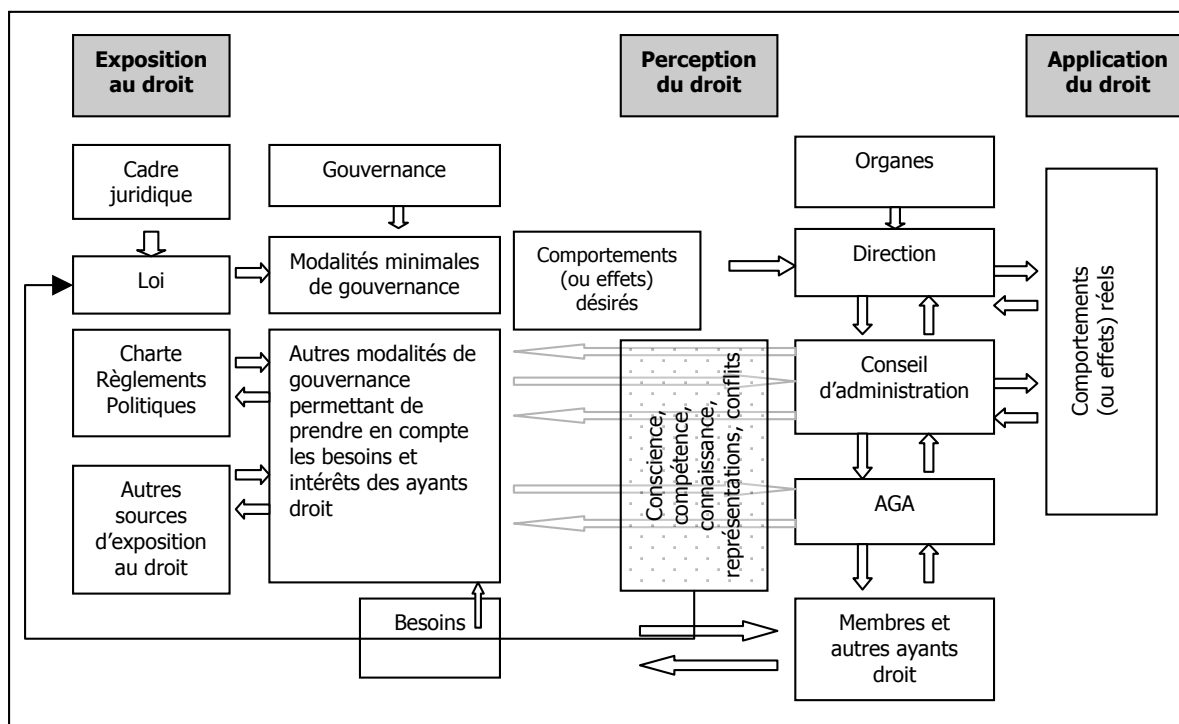 Exposition
au droit
Perception
du droit
Application
du droit
Cadre
juridique
Gouvernance
Organes
Loi
Modalités minimales
de gouvernance
Comportements
(ou effets)
désirés
Direction
Comportements
(ou effets) réels
Charte
Règlements
Politiques
Autres modalités de
gouvernance
permettant de
prendre en compte
les besoins et
intérêts des ayants
droit
Conscience,
compétence,
connaissance,
représentations, conflits
Conseil
d’administration
Autres
sources
d’exposition
au droit
AGA
Besoins
Membres et
autres ayants
droit